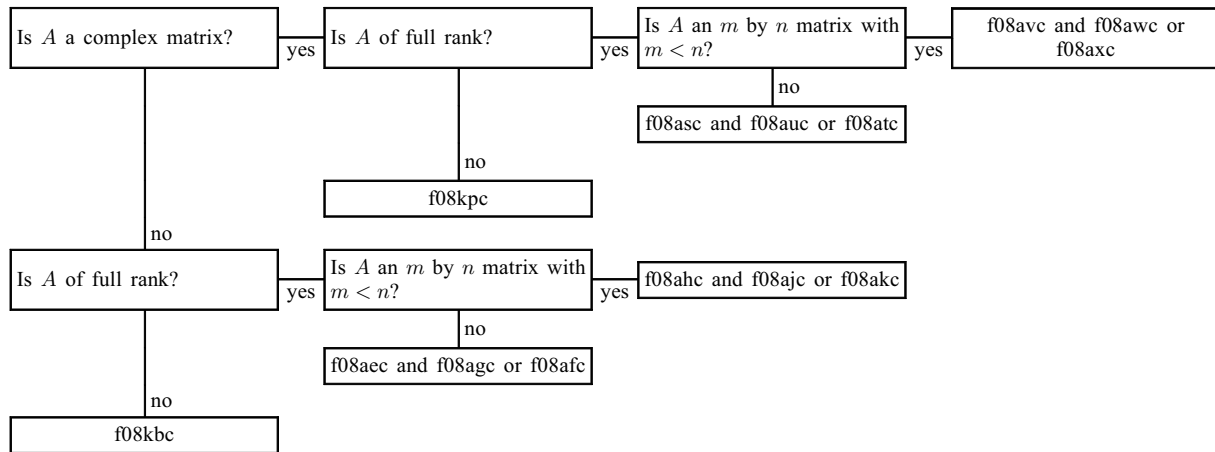 Is A a complex matrix?
yes
Is A of full rank?
yes
Is A an m by n matrix with
m < n?
yes
f08avc and f08awc or
f08axc
no
f08asc and f08auc or f08atc
no
f08kpc
no
Is A of full rank?
yes
Is A an m by n matrix with
m < n?
yes
f08ahc and f08ajc or f08akc
no
f08aec and f08agc or f08afc
no
f08kbc